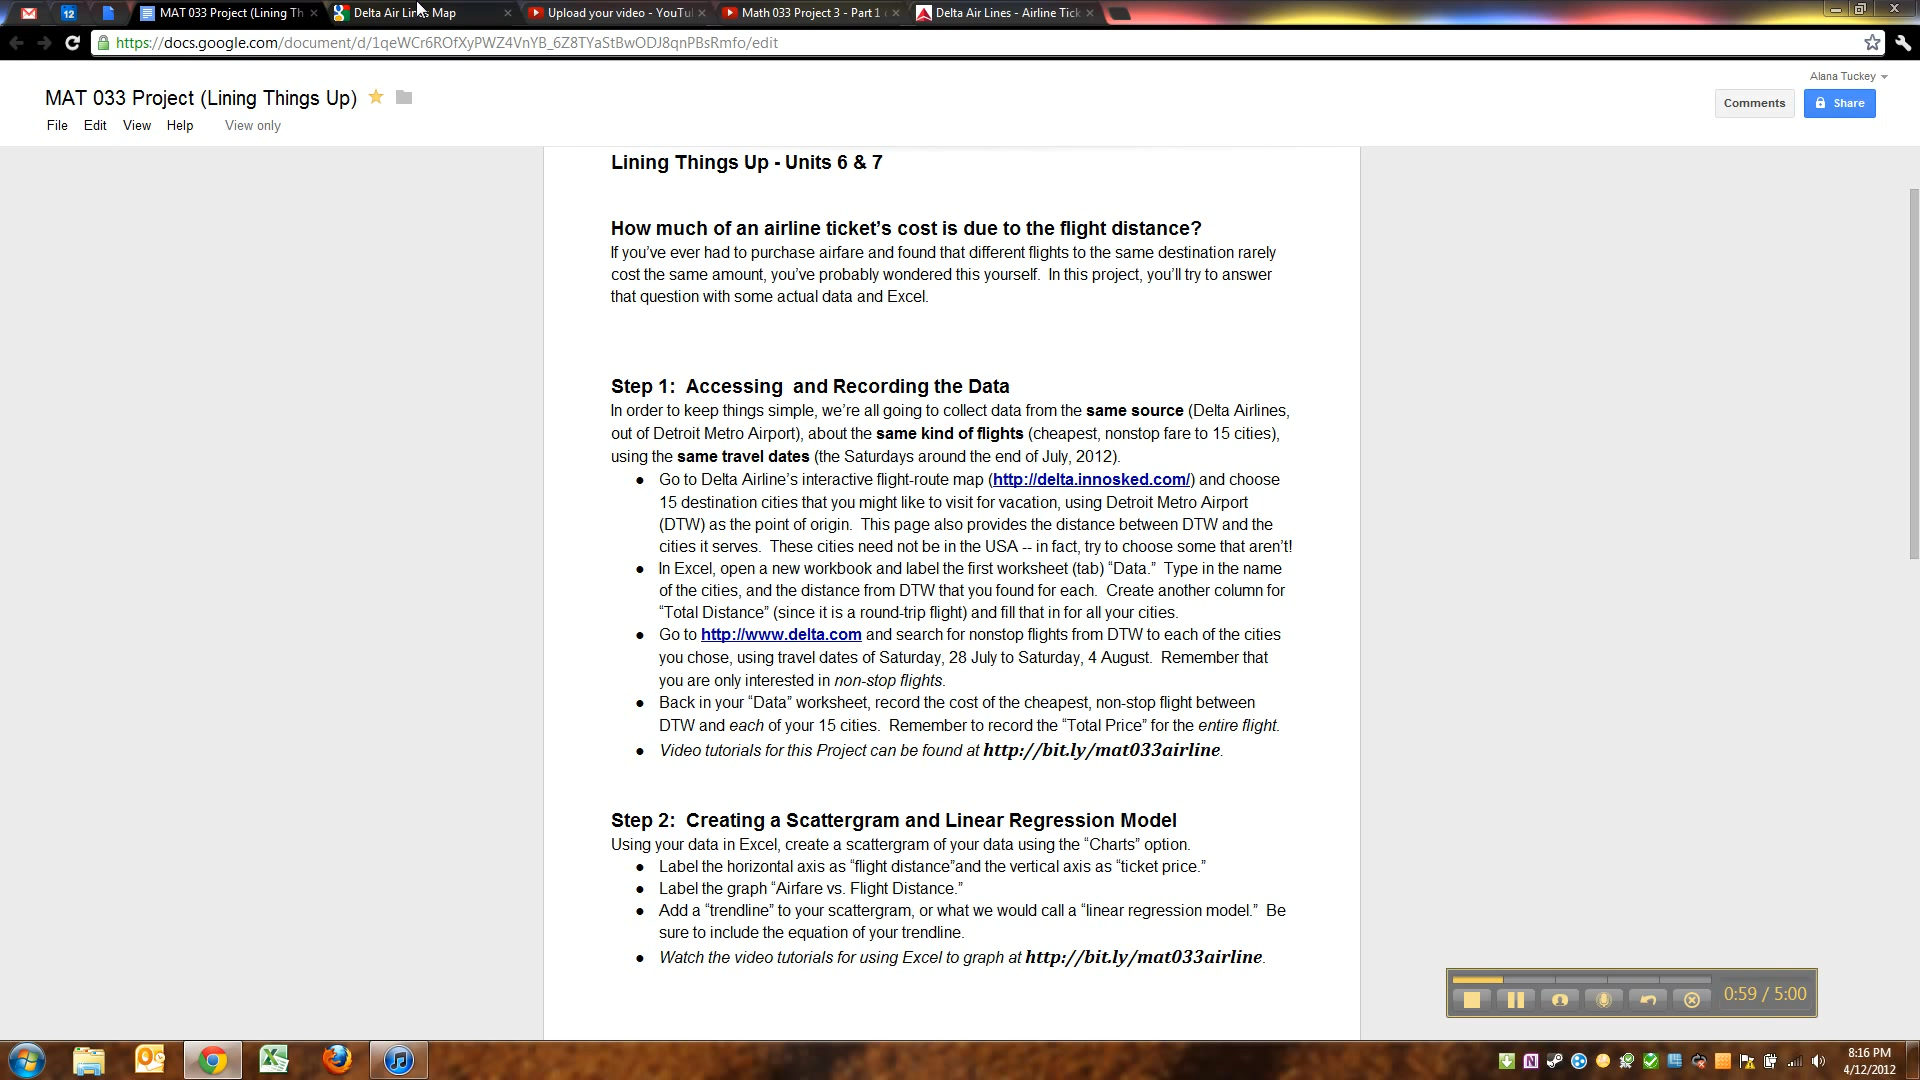 MAT 033 Project (Lining Th
Delta Air Lines Map
Upload your video - YouTu
Math 033 Project 3 - Part 1
Delta Air Lines - Airline Tick
https://docs.google.com/document/d/1qeWCr6ROfXyPWZ4VnYB_6Z8TYaStBwODJ8qnPBsRmfo/edit
Alana Tuckey
MAT 033 Project (Lining Things Up)
Comments
Share
File Edit View Help View only
Lining Things Up - Units 6 & 7
How much of an airline ticket’s cost is due to the flight distance?
If you’ve ever had to purchase airfare and found that different flights to the same destination rarely
cost the same amount, you’ve probably wondered this yourself. In this project, you’ll try to answer
that question with some actual data and Excel.
Step 1: Accessing and Recording the Data
In order to keep things simple, we’re all going to collect data from the same source (Delta Airlines,
out of Detroit Metro Airport), about the same kind of flights (cheapest, nonstop fare to 15 cities),
using the same travel dates (the Saturdays around the end of July, 2012).
● Go to Delta Airline’s interactive flight-route map (http://delta.innosked.com/) and choose
15 destination cities that you might like to visit for vacation, using Detroit Metro Airport
(DTW) as the point of origin. This page also provides the distance between DTW and the
cities it serves. These cities need not be in the USA -- in fact, try to choose some that aren’t!
● In Excel, open a new workbook and label the first worksheet (tab) “Data.” Type in the name
of the cities, and the distance from DTW that you found for each. Create another column for
“Total Distance” (since it is a round-trip flight) and fill that in for all your cities.
● Go to http://www.delta.com and search for nonstop flights from DTW to each of the cities
you chose, using travel dates of Saturday, 28 July to Saturday, 4 August. Remember that
you are only interested in non-stop flights.
● Back in your “Data” worksheet, record the cost of the cheapest, non-stop flight between
DTW and each of your 15 cities. Remember to record the “Total Price” for the entire flight.
● Video tutorials for this Project can be found at http://bit.ly/mat033airline.
Step 2: Creating a Scattergram and Linear Regression Model
Using your data in Excel, create a scattergram of your data using the “Charts” option.
● Label the horizontal axis as “flight distance”and the vertical axis as “ticket price.”
● Label the graph “Airfare vs. Flight Distance.”
● Add a “trendline” to your scattergram, or what we would call a “linear regression model.” Be
sure to include the equation of your trendline.
● Watch the video tutorials for using Excel to graph at http://bit.ly/mat033airline.
0:59 / 5:00
8:16 PM
4/12/2012